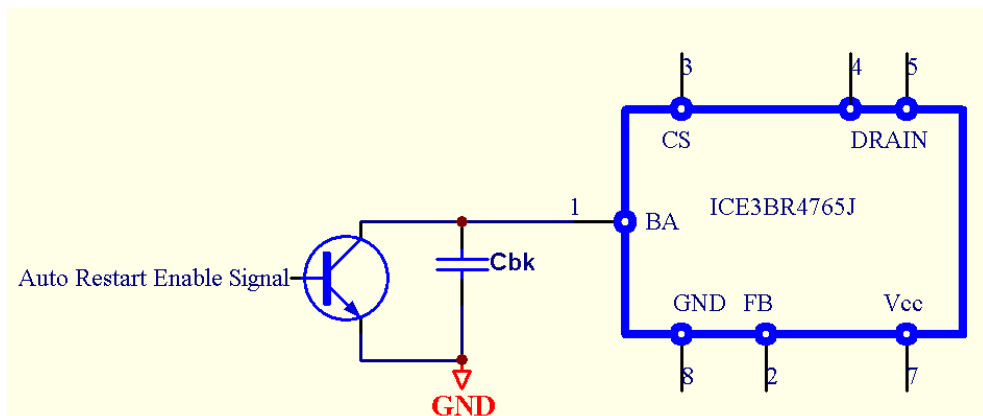 3
4
5
CS
DRAIN
1
BA
ICE3BR4765J
Auto Restart Enable Signal
Cbk
GND
FB
Vcc
8
2
7
GND